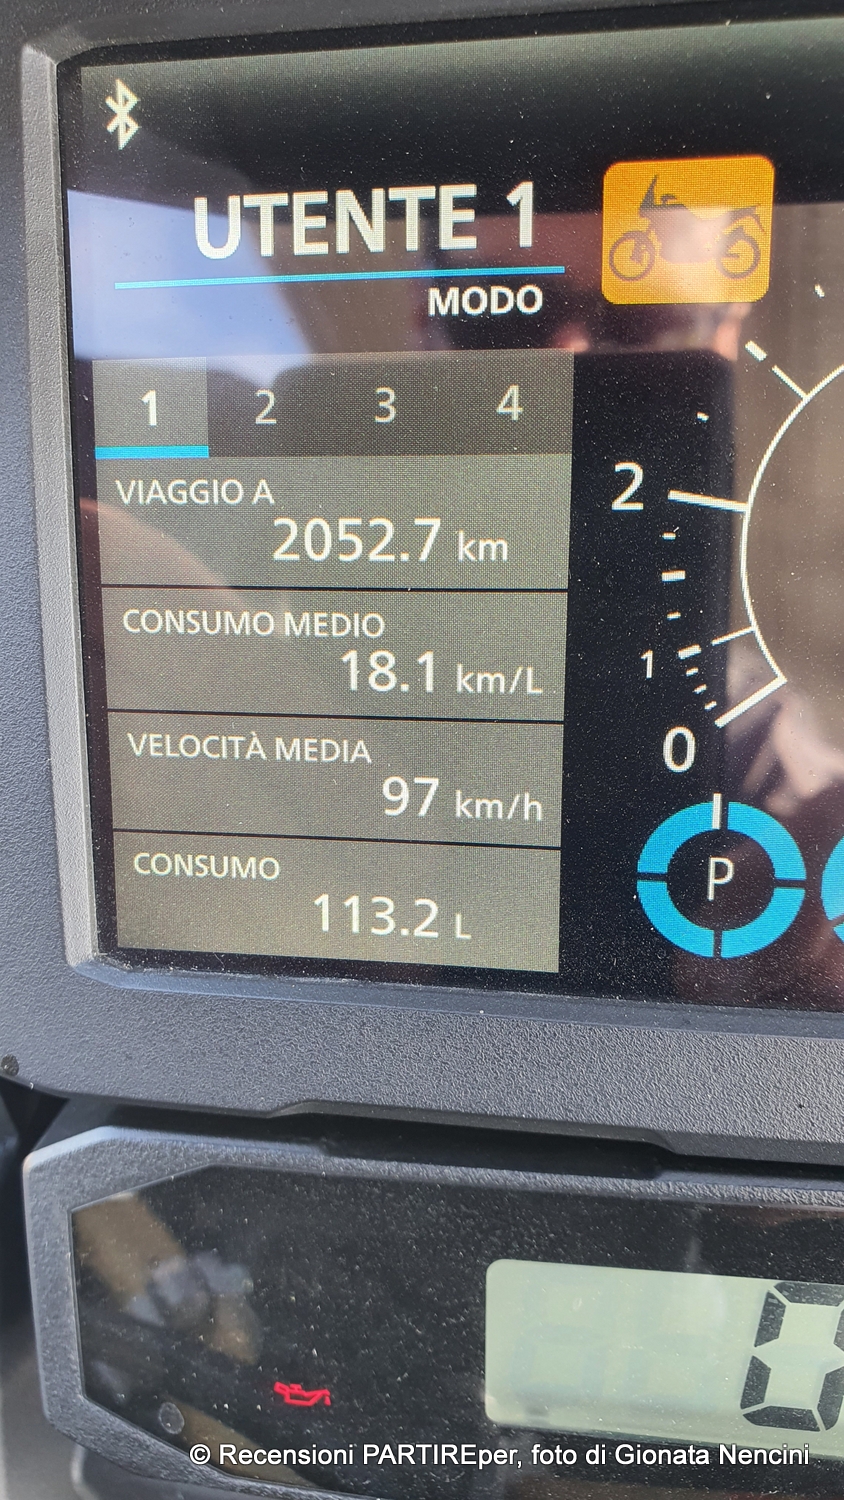 UTENTE 1
MODO
1 2 3 4
VIAGGIO A
2052.7 km
CONSUMO MEDIO
18.1 km/L
VELOCITÀ MEDIA
97 km/h
CONSUMO
113.2 L
2
1
0
P
© Recensioni PARTIREper, foto di Gionata Nencini